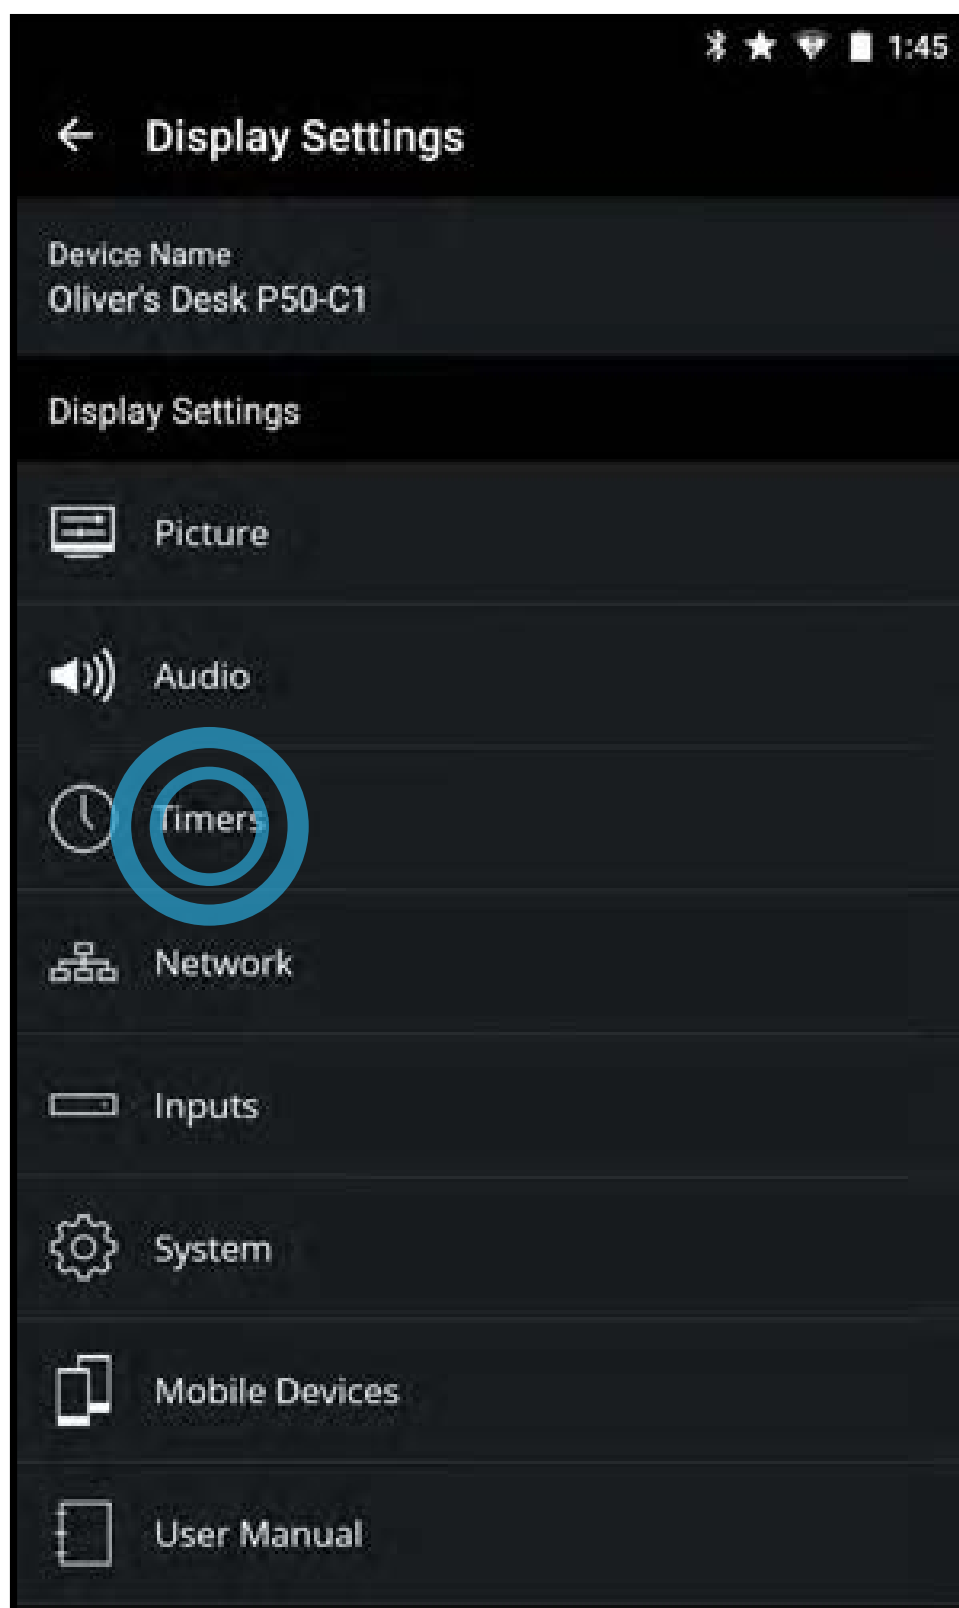 1:45
Display Settings
Device Name
Oliver's Desk P50-C1
Display Settings
Picture
Audio
Timers
Network
Inputs
System
Mobile Devices
User Manual